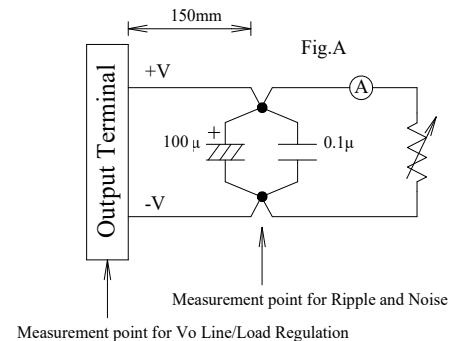 150mm
Fig.A
+V
A
Output Terminal
100 μ
+
0.1μ
-V
Measurement point for Ripple and Noise
Measurement point for Vo Line/Load Regulation